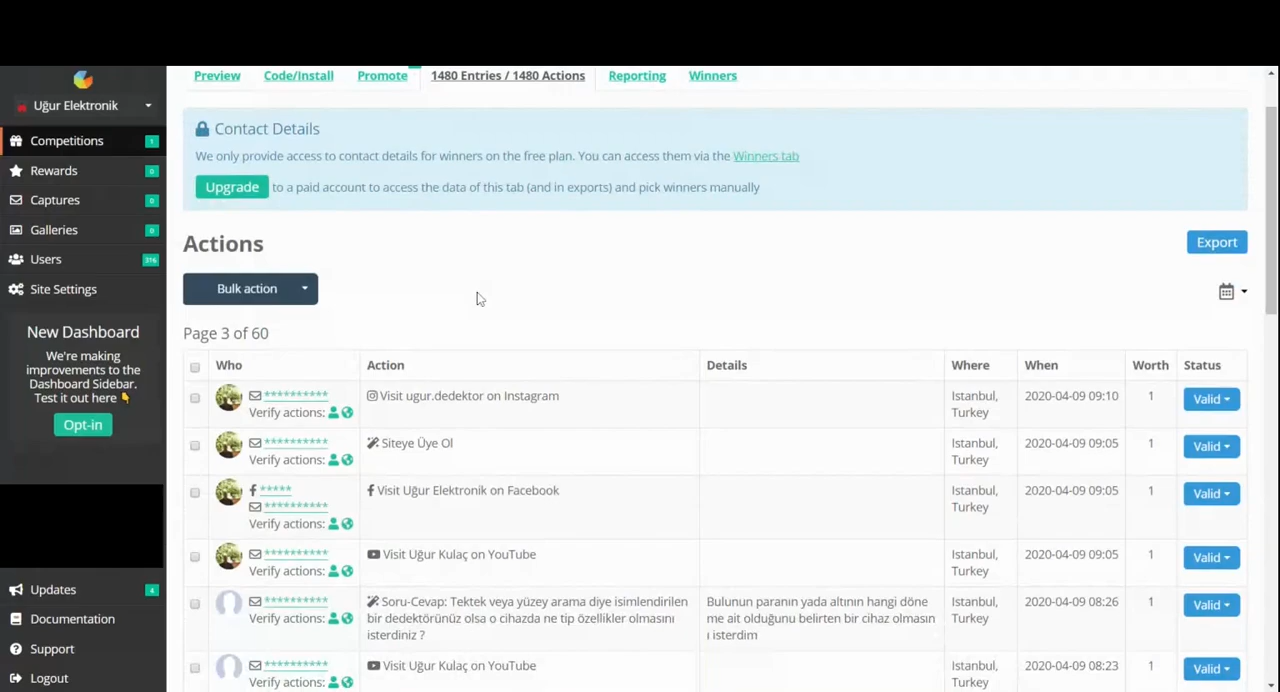 Preview Code/Install Promote 1480 Entries / 1480 Actions Reporting Winners
Uğur Elektronik
Competitions 1
Rewards 0
Captures 0
Galleries 0
Users 316
Site Settings
New Dashboard
We're making
improvements to the
Dashboard Sidebar.
Test it out here 👇
Opt-in
Updates 4
Documentation
Support
Logout
Contact Details
We only provide access to contact details for winners on the free plan. You can access them via the Winners tab
Upgrade to a paid account to access the data of this tab (and in exports) and pick winners manually
Actions
Export
Bulk action
Page 3 of 60
Who Action Details Where When Worth Status
********** Visit ugur.dedektor on Instagram Istanbul, 2020-04-09 09:10 1 Valid
Verify actions: Turkey
********** Siteye Üye Ol Istanbul, 2020-04-09 09:05 1 Valid
Verify actions: Turkey
***** Visit Uğur Elektronik on Facebook Istanbul, 2020-04-09 09:05 1 Valid
********** Turkey
Verify actions:
********** Visit Uğur Kulaç on YouTube Istanbul, 2020-04-09 09:05 1 Valid
Verify actions: Turkey
********** Soru-Cevap: Tektek veya yüzey arama diye isimlendirilen Bulunun paranın yada altının hangi döne Istanbul, 2020-04-09 08:26 1 Valid
Verify actions: bir dedektörünüz olsa o cihazda ne tip özellikler olmasını me ait olduğunu belirten bir cihaz olmasın Turkey
isterdiniz ? ı isterdim
********** Visit Uğur Kulaç on YouTube Istanbul, 2020-04-09 08:23 1 Valid
Verify actions: Turkey